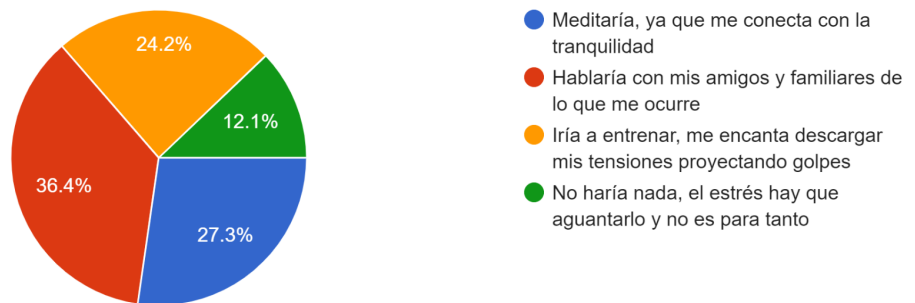 24.2%
12.1%
36.4%
27.3%
Meditaría, ya que me conecta con la
tranquilidad
Hablaría con mis amigos y familiares de
lo que me ocurre
Iría a entrenar, me encanta descargar
mis tensiones proyectando golpes
No haría nada, el estrés hay que
aguantarlo y no es para tanto